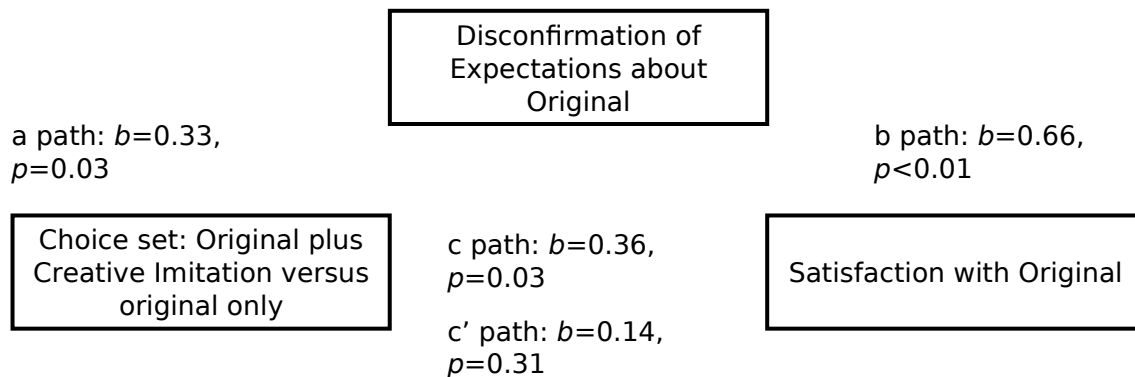 Disconfirmation of
Expectations about
Original
a path: b=0.33,
p=0.03
b path: b=0.66,
p<0.01
Choice set: Original plus
Creative Imitation versus
original only
c path: b=0.36,
p=0.03
c’ path: b=0.14,
p=0.31
Satisfaction with Original